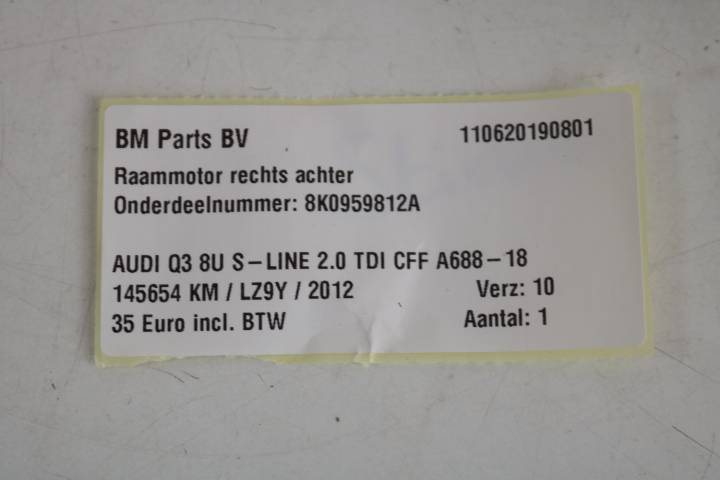 BM Parts BV 110620190801
Raammotor rechts achter
Onderdeelnummer: 8K0959812A
AUDI Q3 8U S-LINE 2.0 TDI CFF A688-18
145654 KM / LZ9Y / 2012 Verz: 10
35 Euro incl. BTW Aantal: 1